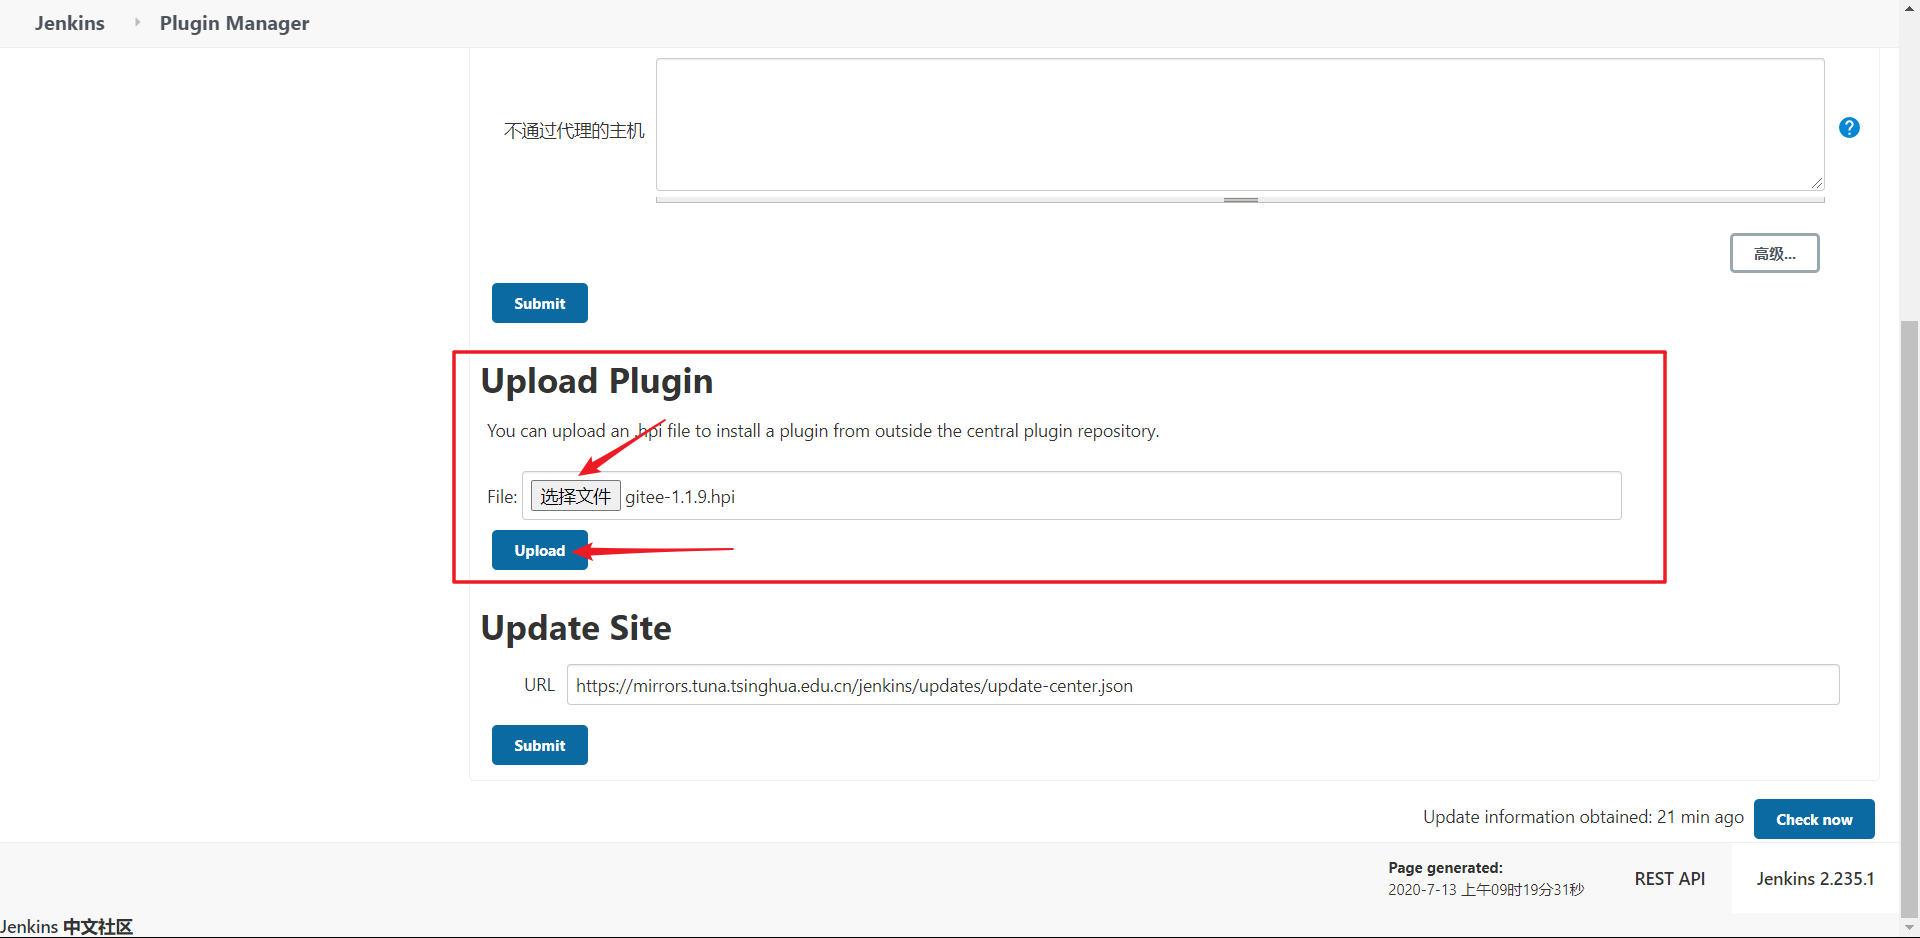 Jenkins Plugin Manager
不通过代理的主机
高级...
Submit
Upload Plugin
You can upload an .hpi file to install a plugin from outside the central plugin repository.
File: 选择文件 gitee-1.1.9.hpi
Upload
Update Site
URL https://mirrors.tuna.tsinghua.edu.cn/jenkins/updates/update-center.json
Submit
Update information obtained: 21 min ago Check now
Page generated:
2020-7-13 上午09时19分31秒
REST API
Jenkins 2.235.1
Jenkins 中文社区